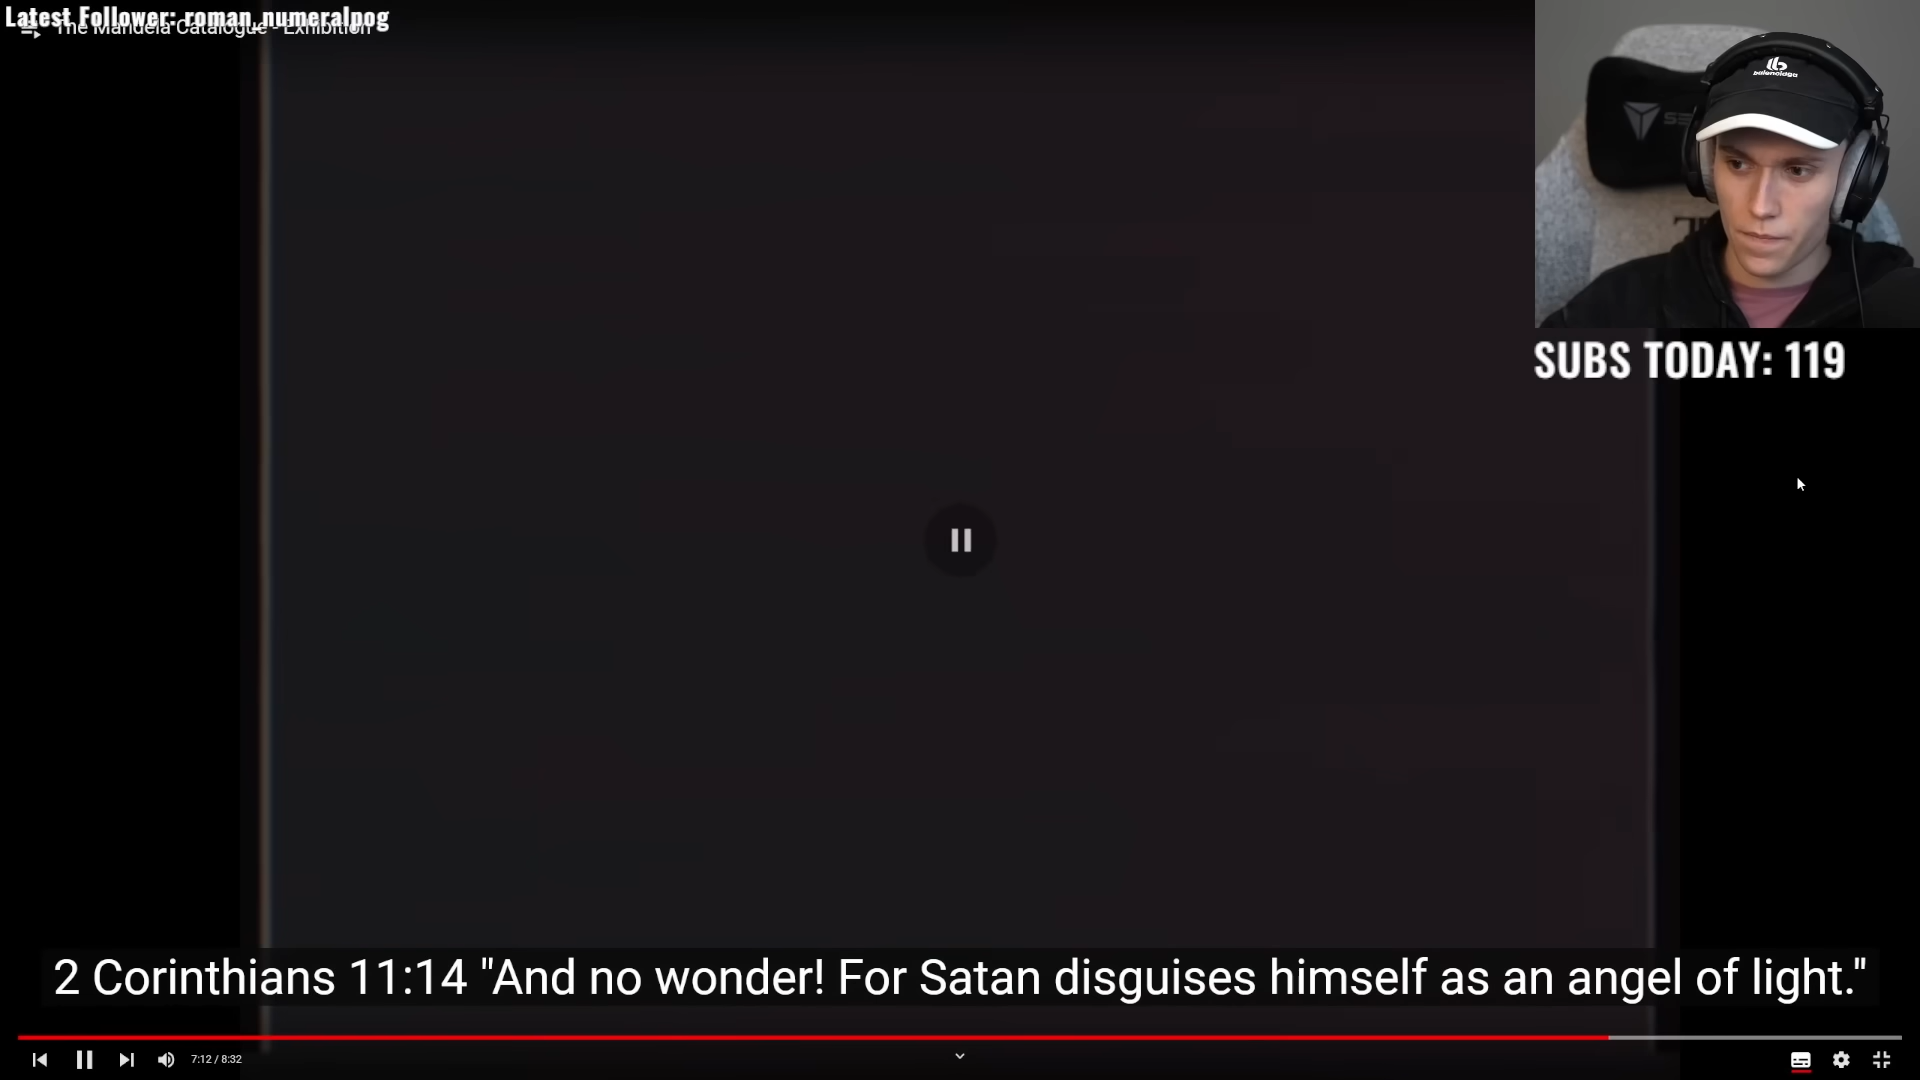 Latest Follower: roman_numeralpog
The Mandela Catalogue - Exhibition
balenciaga
SUBS TODAY: 119
2 Corinthians 11:14 "And no wonder! For Satan disguises himself as an angel of light."
7:12 / 8:32